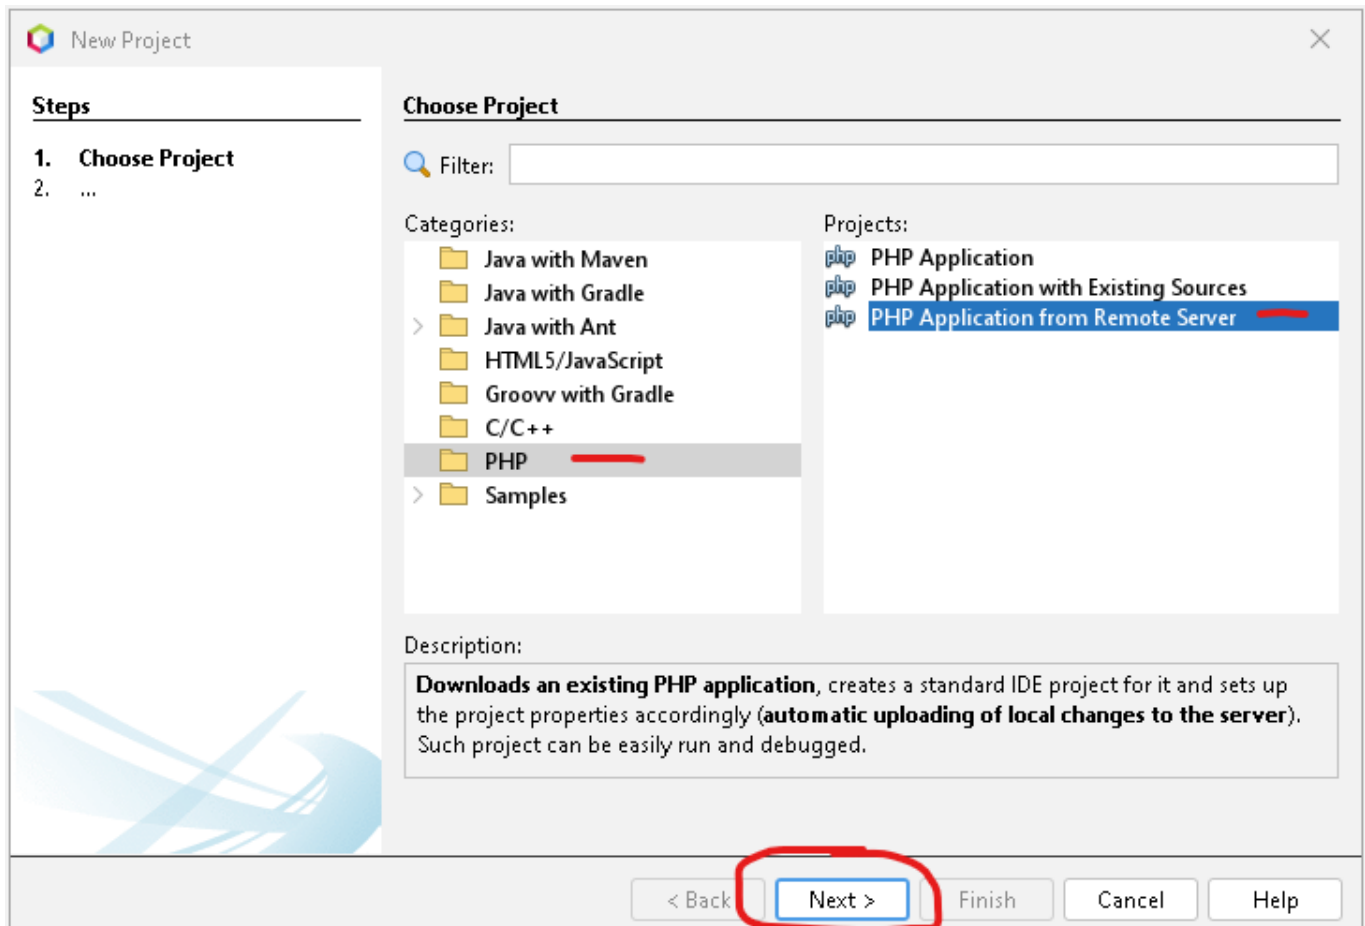 New Project
Steps
1. Choose Project
2. ...
Choose Project
Filter:
Categories:
Java with Maven
Java with Gradle
Java with Ant
HTML5/JavaScript
Groovv with Gradle
C/C++
PHP
Samples
Projects:
php PHP Application
php PHP Application with Existing Sources
php PHP Application from Remote Server
Description:
Downloads an existing PHP application, creates a standard IDE project for it and sets up
the project properties accordingly (automatic uploading of local changes to the server).
Such project can be easily run and debugged.
< Back
Next >
Finish
Cancel
Help